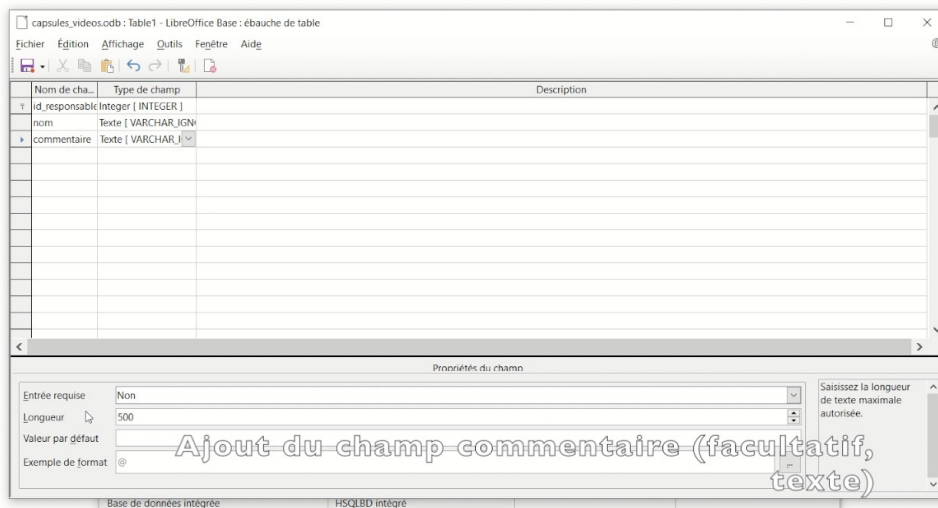 capsules_videos.odb : Table1 - LibreOffice Base : ébauche de table
Fichier Édition Affichage Outils Fenêtre Aide
Nom de cha... Type de champ Description
id_responsable Integer [ INTEGER ]
nom Texte [ VARCHAR_IGN
commentaire Texte [ VARCHAR_I
Propriétés du champ
Entrée requise Non
Longueur 500
Valeur par défaut
Exemple de format @
...
Saisissez la longueur
de texte maximale
autorisée.
Ajout du champ commentaire (facultatif,
texte)
Base de données intégrée HSQLBD intégré